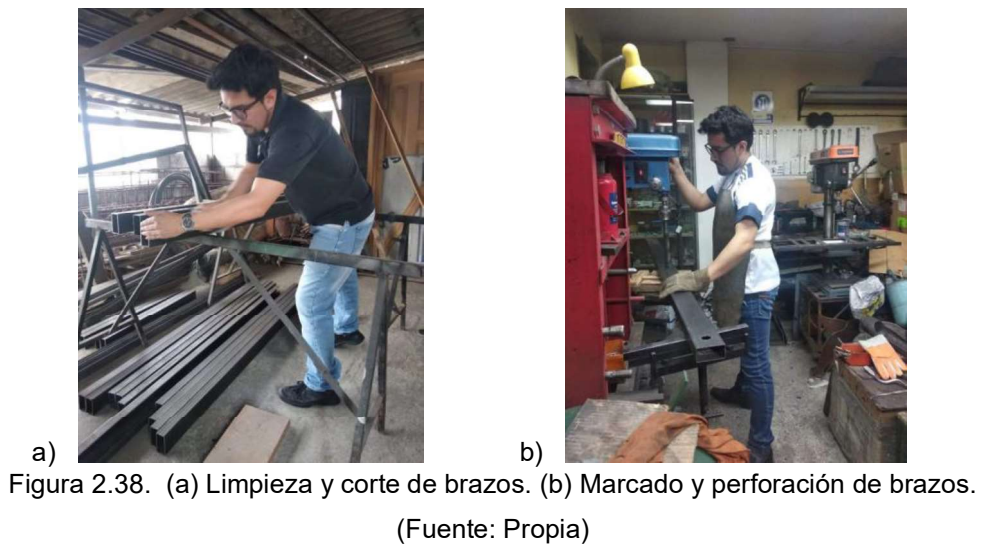 a)
b)
Figura 2.38. (a) Limpieza y corte de brazos. (b) Marcado y perforación de brazos.
(Fuente: Propia)